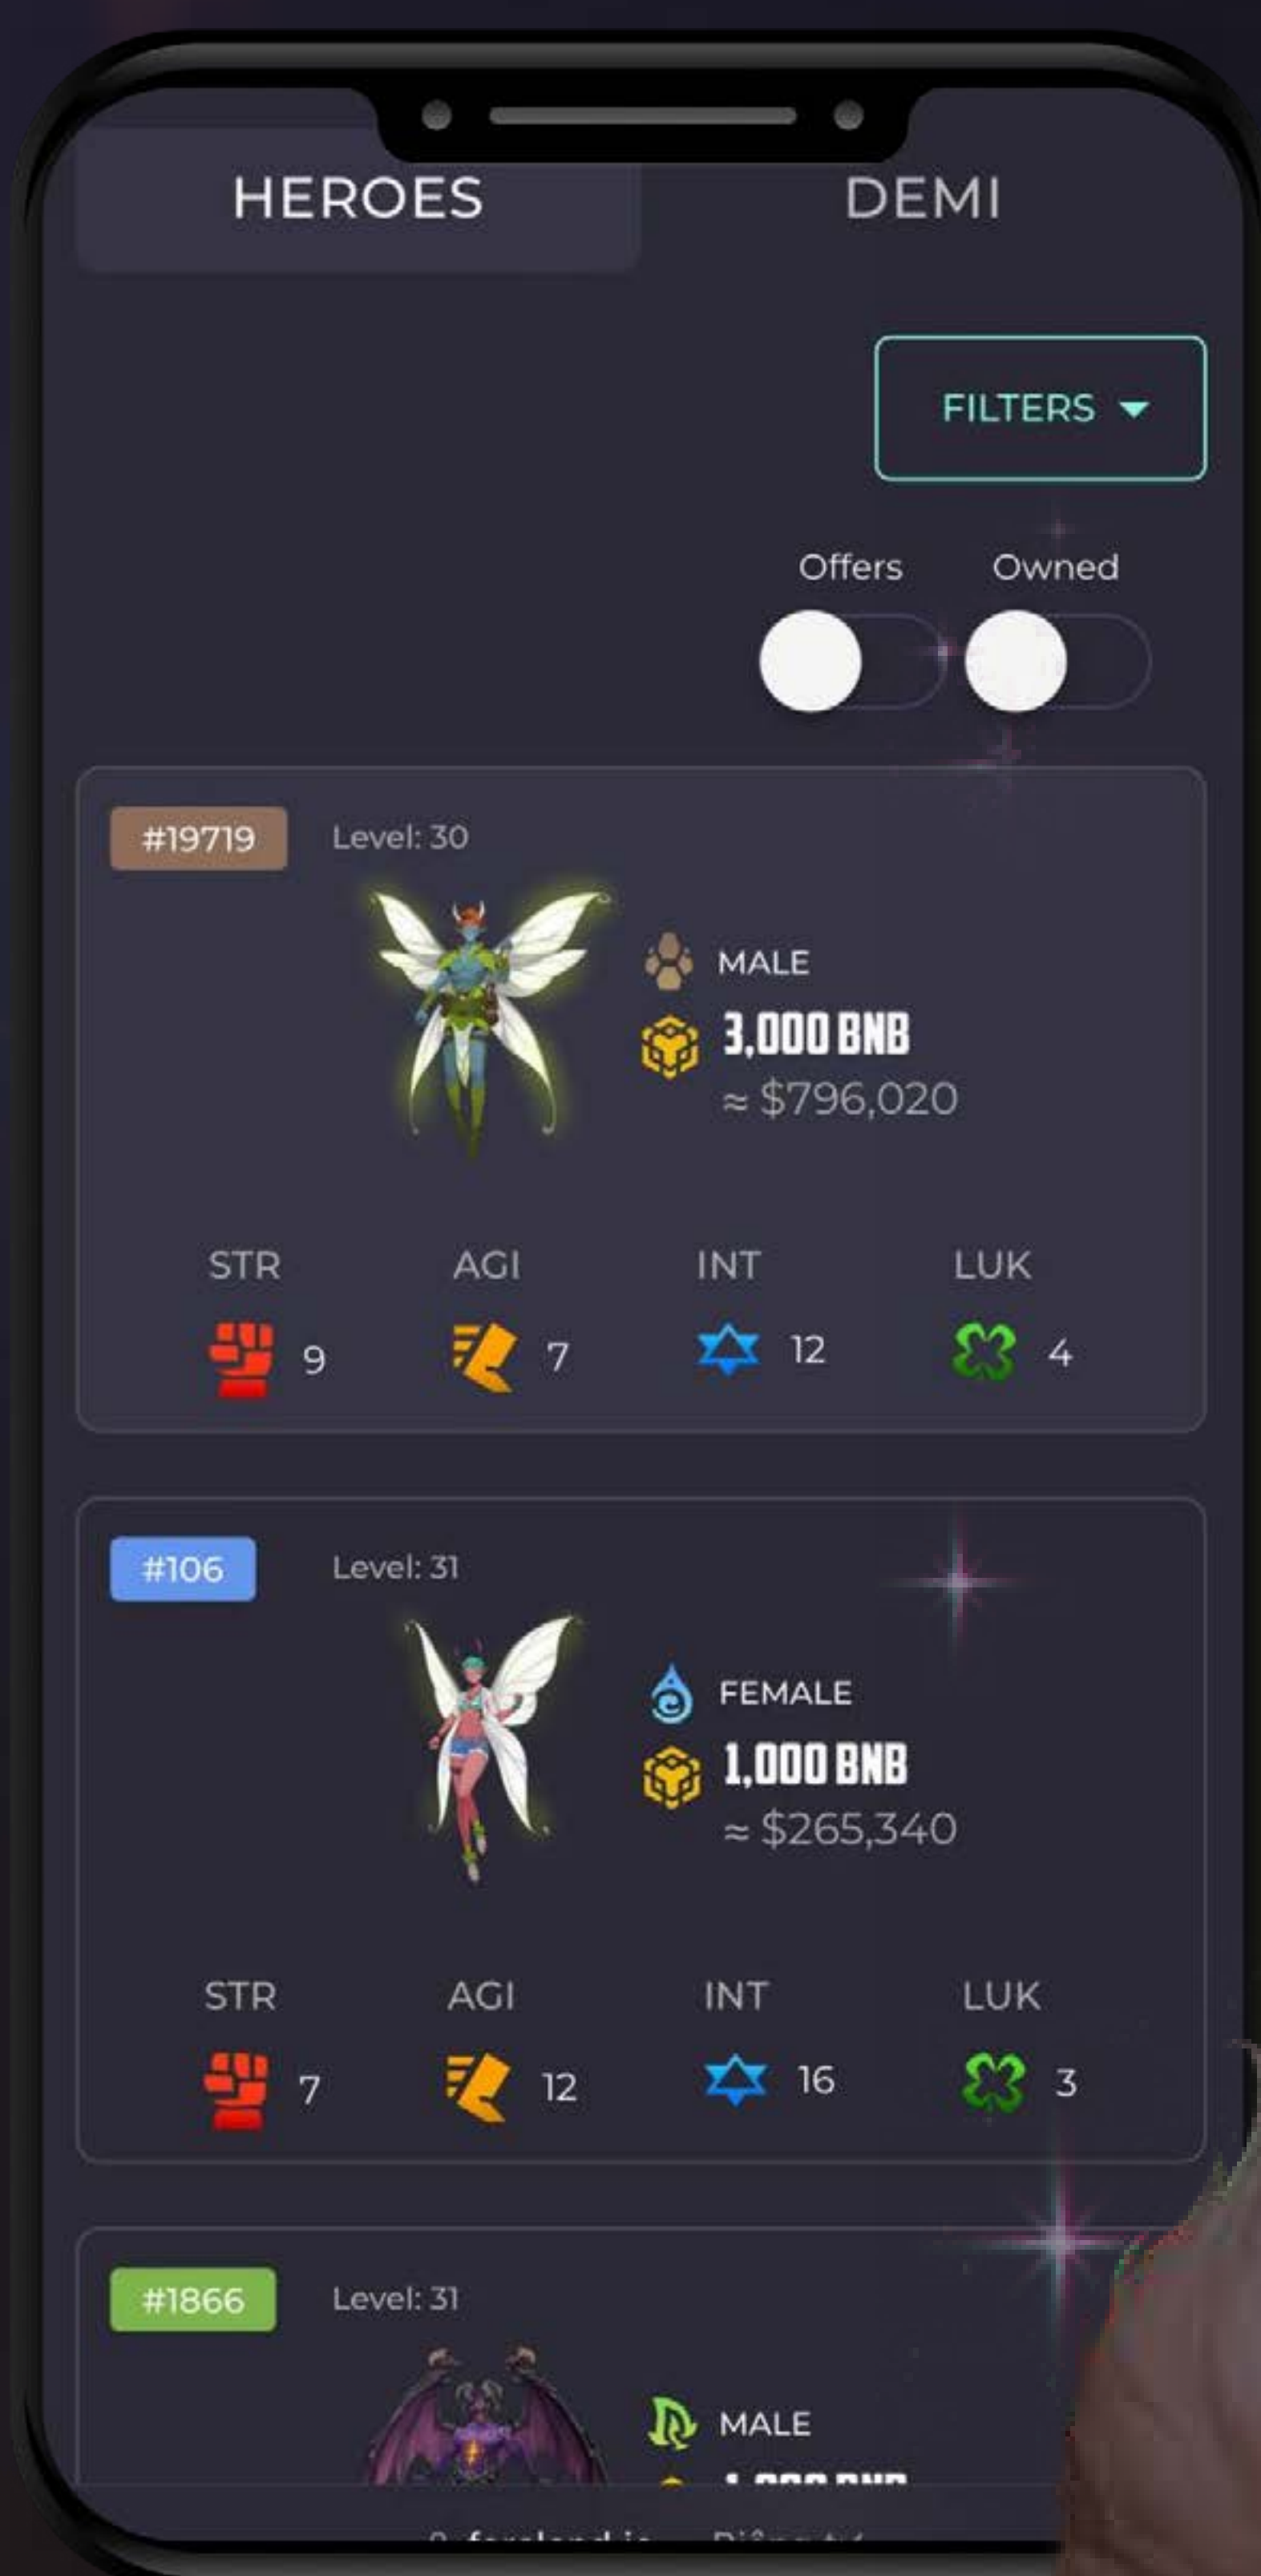 HEROES DEMI
FILTERS
Offers Owned
#19719 Level: 30
MALE
3,000 BNB
≈ $796,020
STR AGI INT LUK
9 7 12 4
#106 Level: 31
FEMALE
1,000 BNB
≈ $265,340
STR AGI INT LUK
7 12 16 3
#1866 Level: 31
MALE